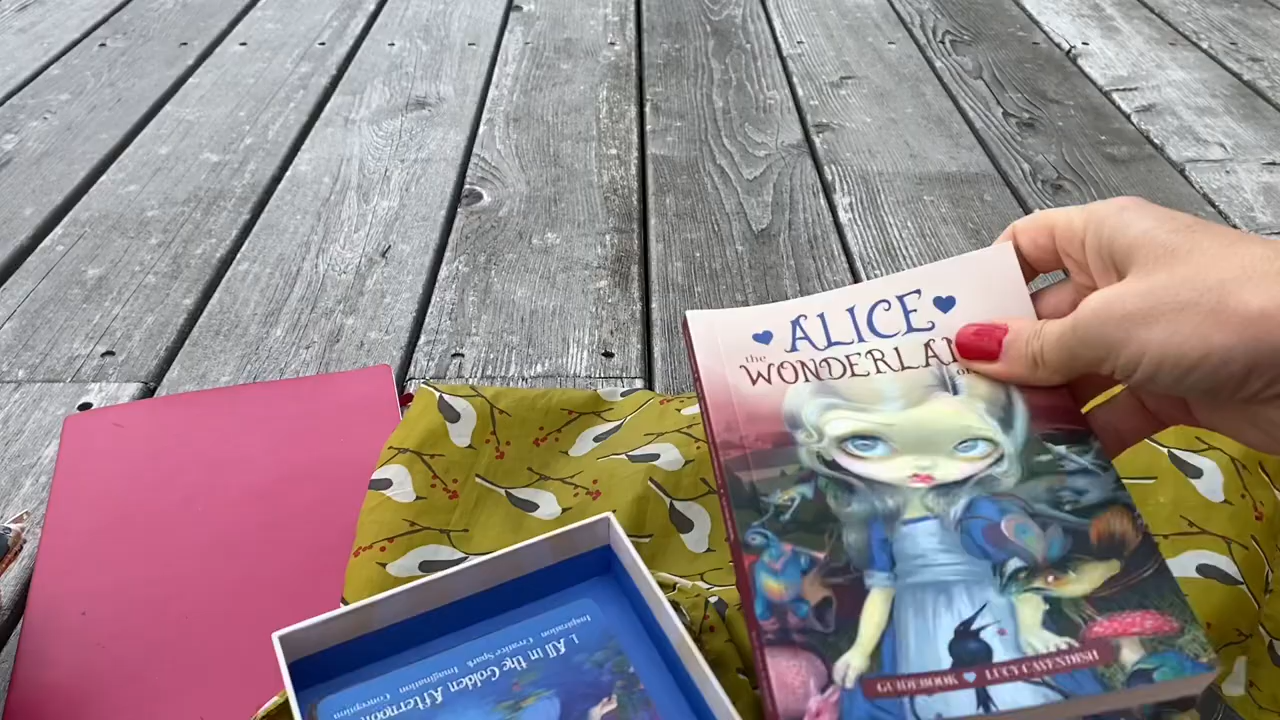 ALICE
the WONDERLAN
GUIDEBOOK LUCY CAVENDISH
1. All in the Golden Afternoon
Inspiration · Creative Spark · Imagination
Conception